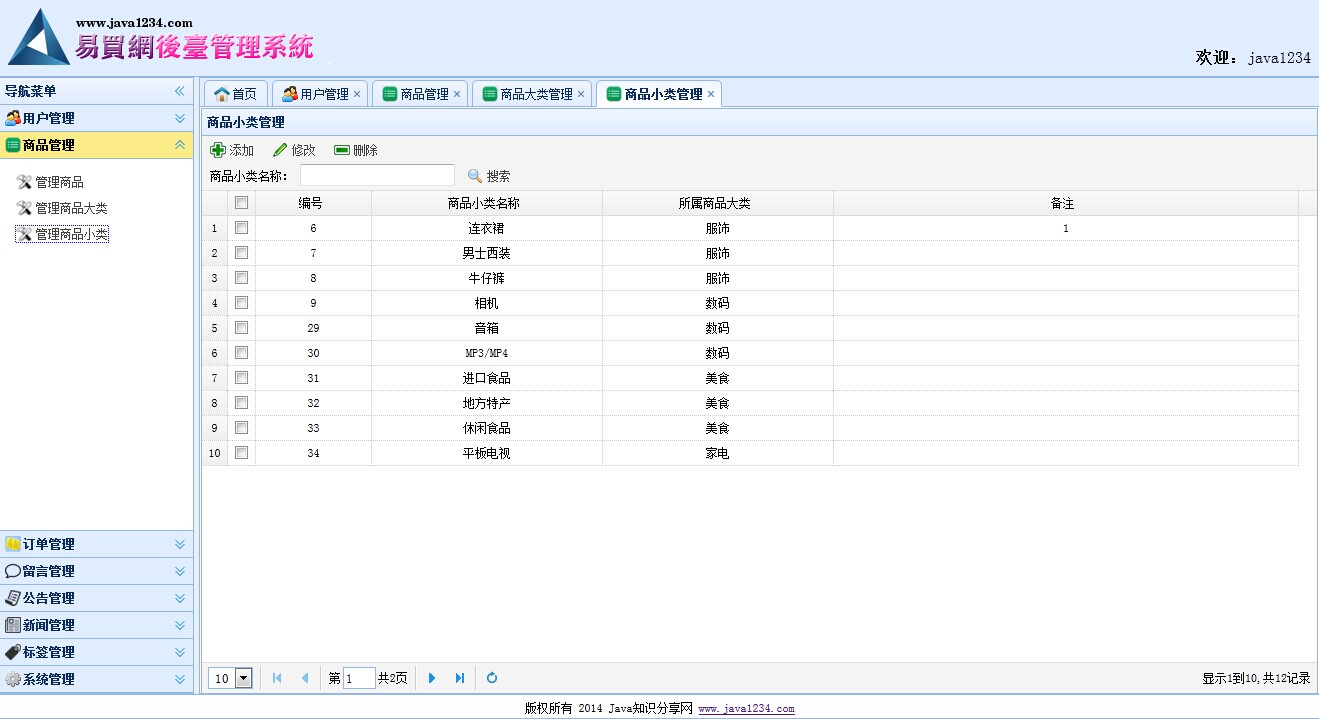 www.java1234.com
易買網後臺管理系統
欢迎： java1234
导航菜单
用户管理
商品管理
管理商品
管理商品大类
管理商品小类
订单管理
留言管理
公告管理
新闻管理
标签管理
系统管理
首页 用户管理 商品管理 商品大类管理 商品小类管理
商品小类管理
添加 修改 删除
商品小类名称： 搜索
编号 商品小类名称 所属商品大类 备注
1 6 连衣裙 服饰 1
2 7 男士西装 服饰
3 8 牛仔裤 服饰
4 9 相机 数码
5 29 音箱 数码
6 30 MP3/MP4 数码
7 31 进口食品 美食
8 32 地方特产 美食
9 33 休闲食品 美食
10 34 平板电视 家电
10 第 1 共2页 显示1到10,共12记录
版权所有 2014 Java知识分享网 www.java1234.com